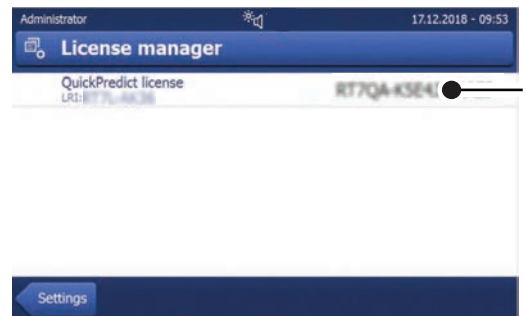 Administrator 17.12.2018 - 09:53
License manager
QuickPredict license
LRI:
Settings